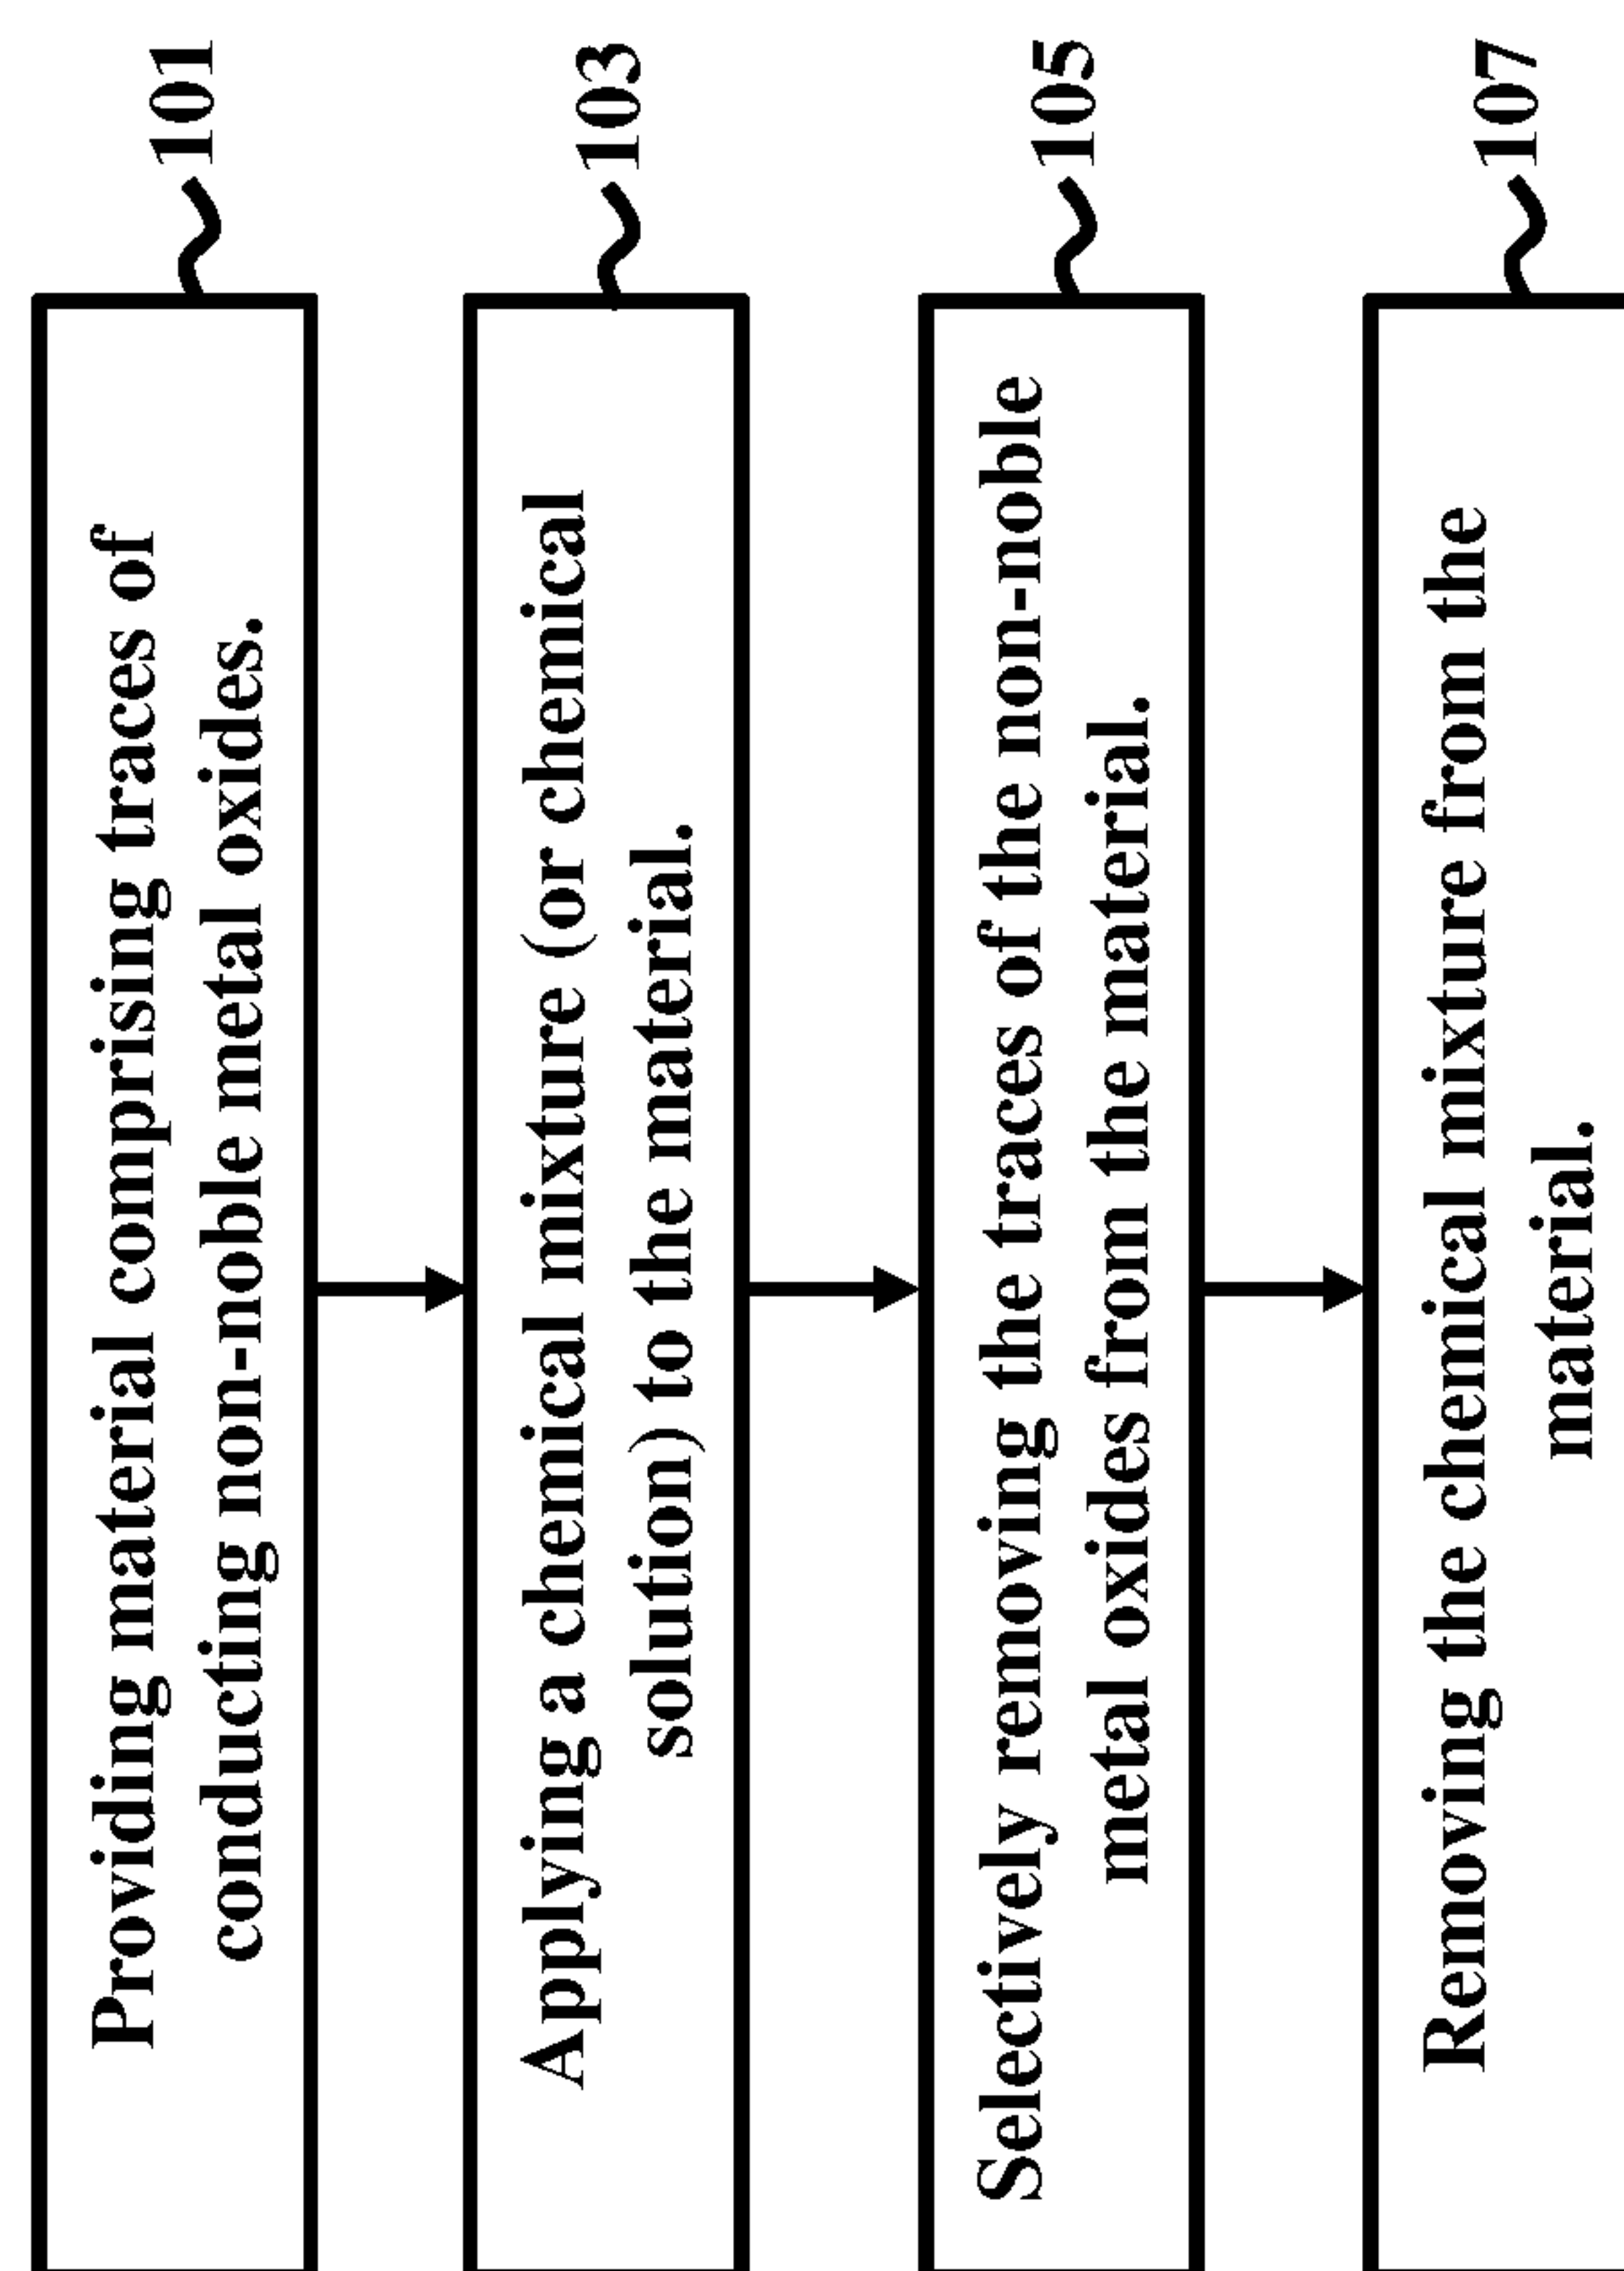 Providing material comprising traces of
conducting non-noble metal oxides.
101
Applying a chemical mixture (or chemical
solution) to the material.
103
Selectively removing the traces of the non-noble
metal oxides from the material.
105
Removing the chemical mixture from the
material.
107